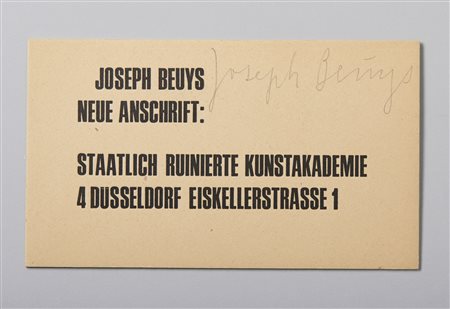 JOSEPH BEUYS Joseph Beuys
NEUE ANSCHRIFT:
STAATLICH RUINIERTE KUNSTAKADEMIE
4 DUSSELDORF EISKELLERSTRASSE 1